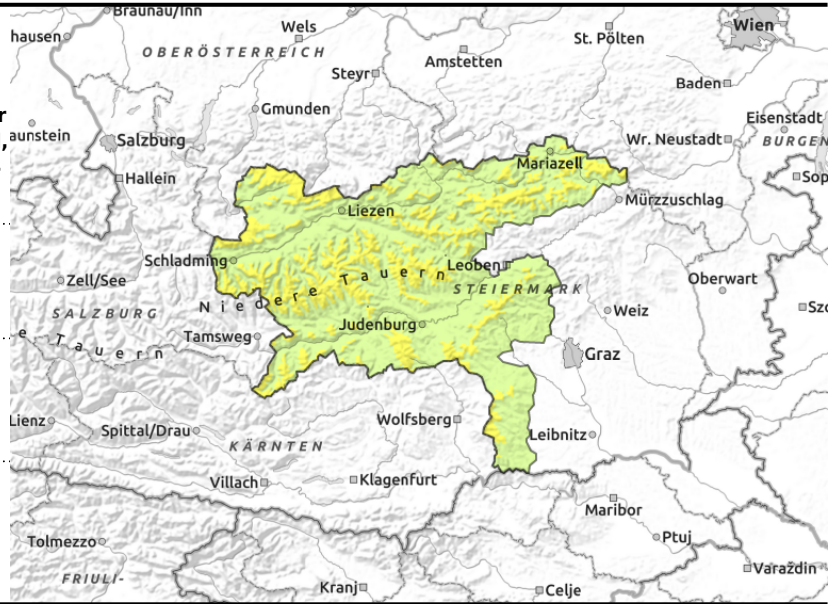 Braunau/Inn
hausen
Wels
OBERÖSTERREICH
St. Pölten
Wien
Amstetten
Steyr
Baden
Gmunden
r
Eisenstadt
aunstein
,
Salzburg
Wr. Neustadt
BURGEN
Mariazell
Hallein
Sop
Liezen
Mürzzuschlag
Schladming
Leoben
Zell/See
Niedere Tauern
STEIERMARK
Oberwart
SALZBURG
Weiz
Szo
Judenburg
Tamsweg
e Tauern
Graz
Lienz
Spittal/Drau
Wolfsberg
Leibnitz
KÄRNTEN
Villach
Klagenfurt
Maribor
Tolmezzo
Ptuj
Varaždin
FRIULI-
Kranj
Celje